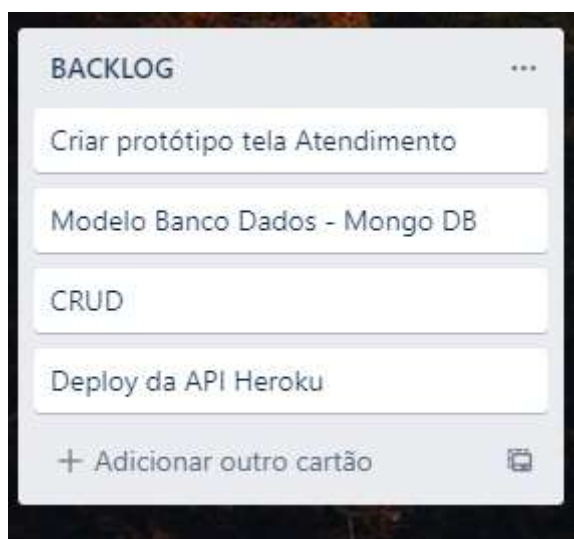 BACKLOG
Criar protótipo tela Atendimento
Modelo Banco Dados - Mongo DB
CRUD
Deploy da API Heroku
+ Adicionar outro cartão